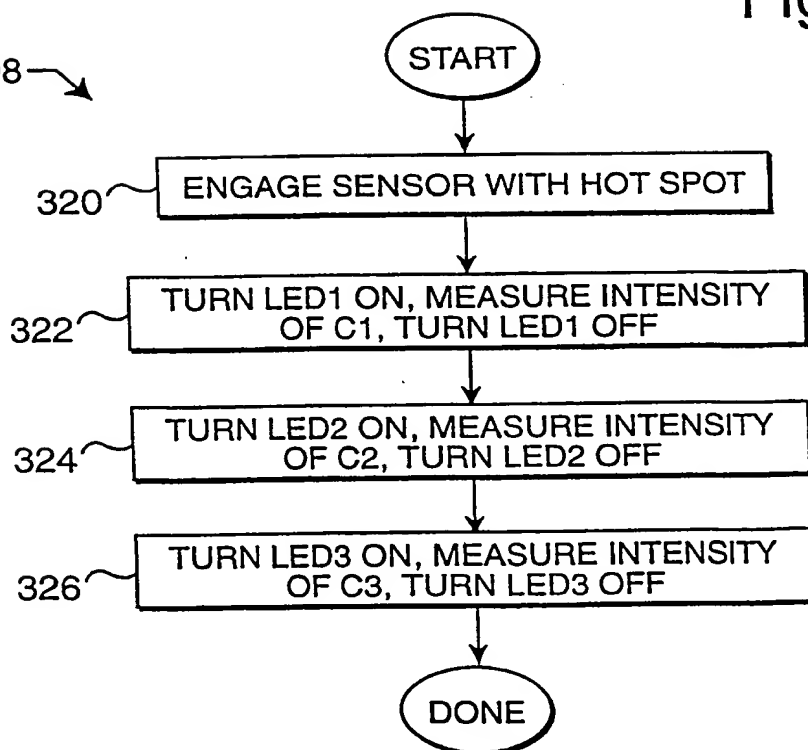 Fig
8
START
320
ENGAGE SENSOR WITH HOT SPOT
322
TURN LED1 ON, MEASURE INTENSITY
OF C1, TURN LED1 OFF
324
TURN LED2 ON, MEASURE INTENSITY
OF C2, TURN LED2 OFF
326
TURN LED3 ON, MEASURE INTENSITY
OF C3, TURN LED3 OFF
DONE